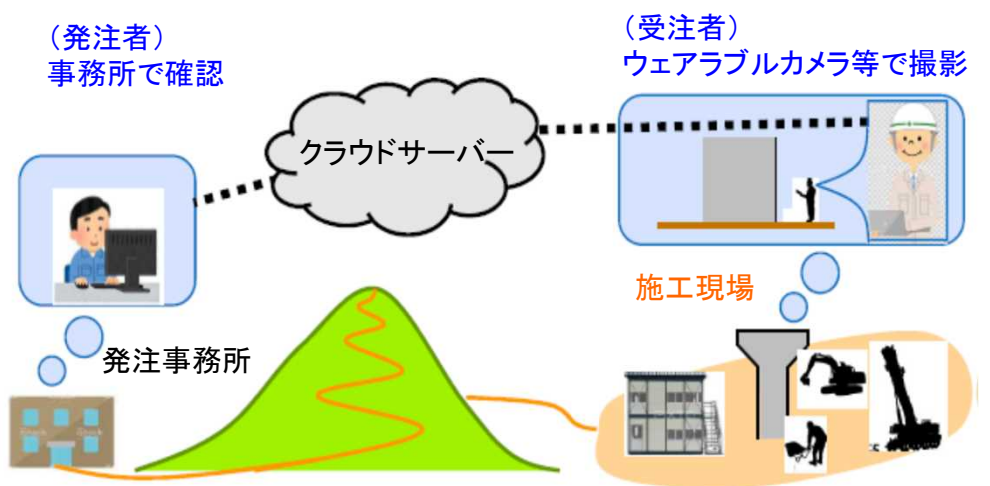 （発注者）
事務所で確認
（受注者）
ウェアラブルカメラ等で撮影
クラウドサーバー
施工現場
発注事務所